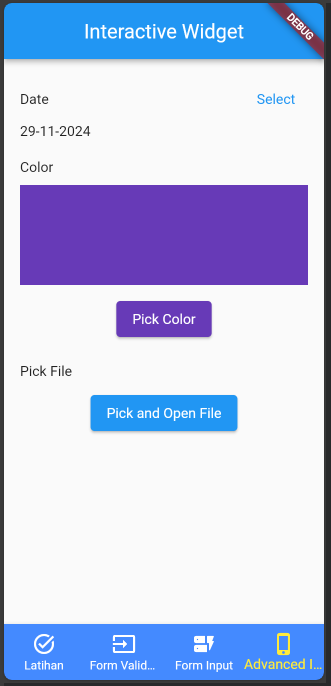 Interactive Widget
DEBUG
Date
Select
29-11-2024
Color
Pick Color
Pick File
Pick and Open File
Latihan
Form Valid...
Form Input
Advanced I...